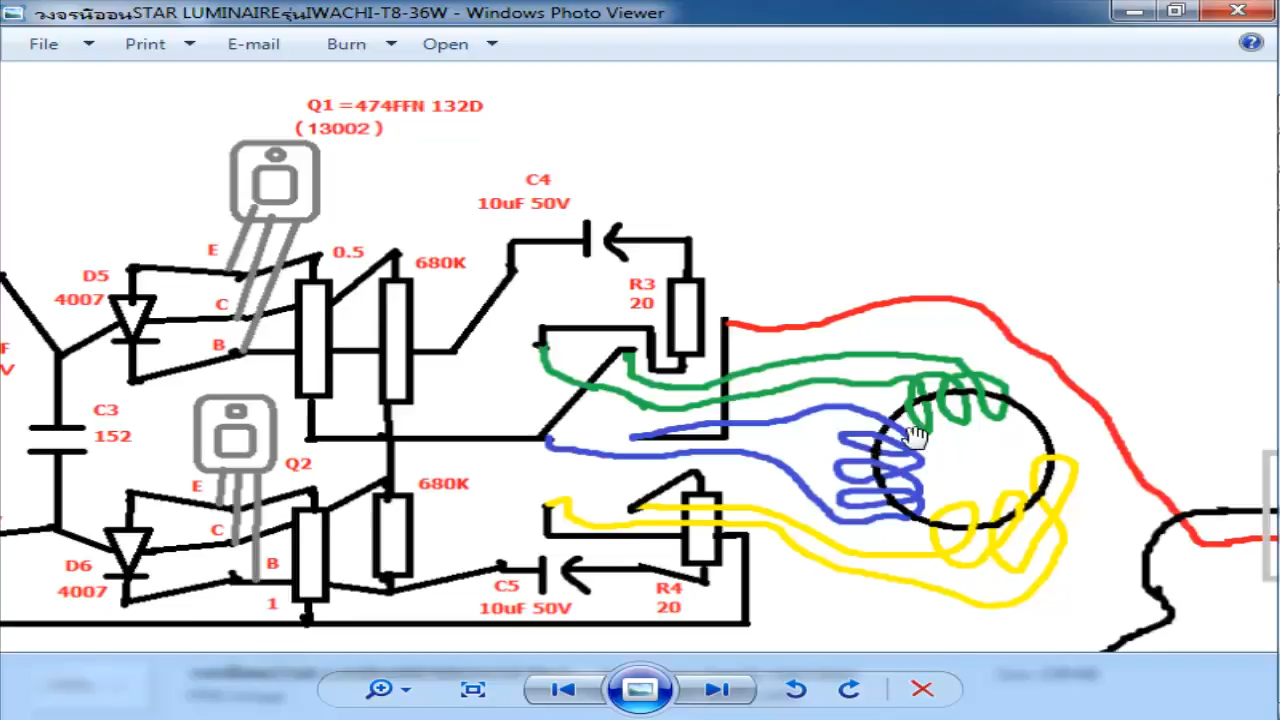 วงจรนีออนSTAR LUMINAIREรุ่นIWACHI-T8-36W - Windows Photo Viewer
File Print E-mail Burn Open
Q1 =474FFN 132D
(13002)
C4
10uF 50V
E
0.5
680K
D5
4007
R3
20
C
B
F
V
C3
152
Q2
E
680K
C
D6
4007
B
1
C5
10uF 50V
R4
20